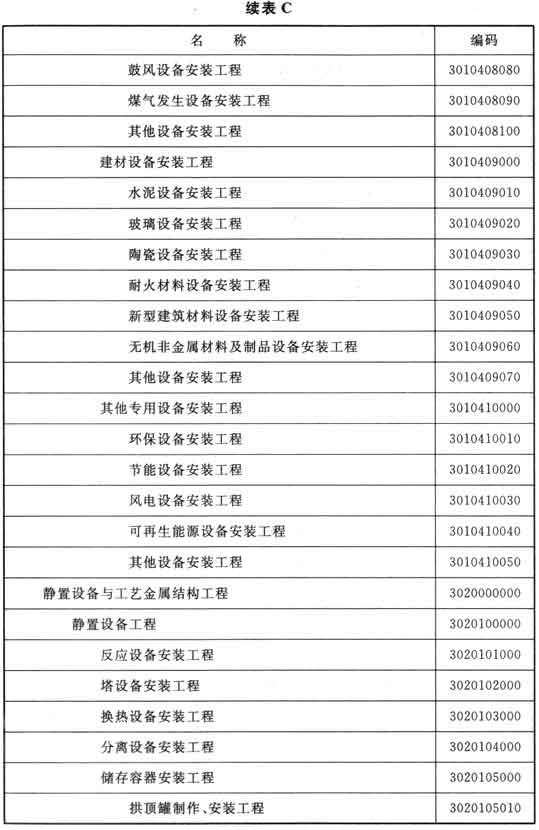 续表 C
名 称 编码
鼓风设备安装工程 3010408080
煤气发生设备安装工程 3010408090
其他设备安装工程 3010408100
建材设备安装工程 3010409000
水泥设备安装工程 3010409010
玻璃设备安装工程 3010409020
陶瓷设备安装工程 3010409030
耐火材料设备安装工程 3010409040
新型建筑材料设备安装工程 3010409050
无机非金属材料及制品设备安装工程 3010409060
其他设备安装工程 3010409070
其他专用设备安装工程 3010410000
环保设备安装工程 3010410010
节能设备安装工程 3010410020
风电设备安装工程 3010410030
可再生能源设备安装工程 3010410040
其他设备安装工程 3010410050
静置设备与工艺金属结构工程 3020000000
静置设备工程 3020100000
反应设备安装工程 3020101000
塔设备安装工程 3020102000
换热设备安装工程 3020103000
分离设备安装工程 3020104000
储存容器安装工程 3020105000
拱顶罐制作、安装工程 3020105010